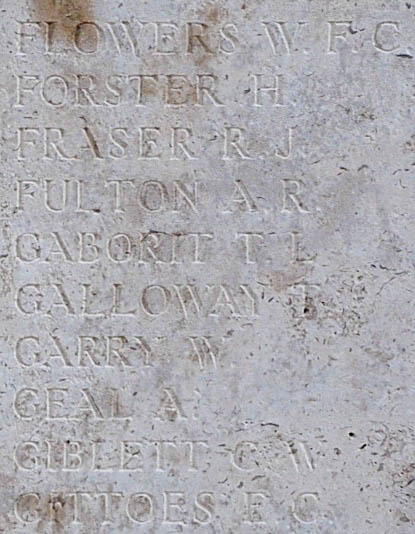 FLOWERS W. F. C.
FORSTER H.
FRASER R. J.
FULTON A. R.
GABORIT T. L.
GALLOWAY T.
GARRY W.
GEAL A.
GIBLETT C. W.
GITTOES E. C.